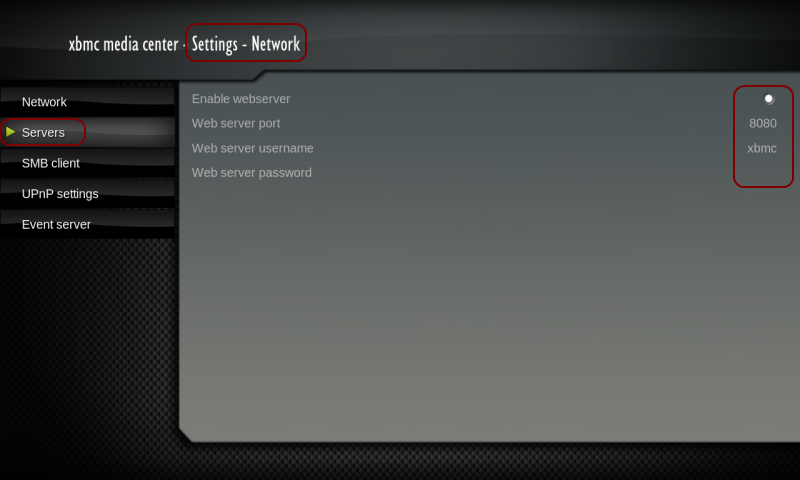 xbmc media center - Settings - Network
Network
Servers
SMB client
UPnP settings
Event server
Enable webserver
Web server port 8080
Web server username xbmc
Web server password